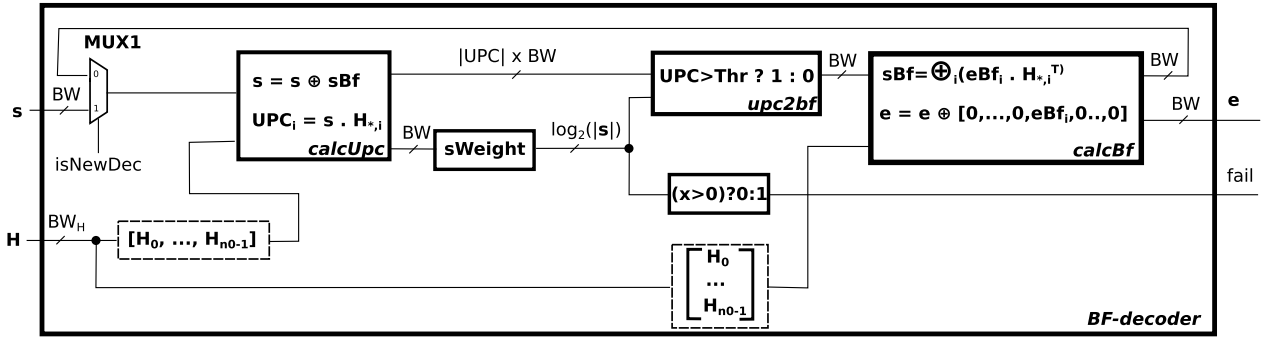 MUX1
0
1
BW
s
isNewDec
s = s ⊕ sBf
UPCᵢ = s . H*,ᵢ
calcUpc
|UPC| x BW
BW
sWeight
log₂(|s|)
UPC>Thr ? 1 : 0
upc2bf
BW
sBf=⊕ᵢ(eBfᵢ . H*,ᵢᵀ)
e = e ⊕ [0,...,0,eBfᵢ,0..,0]
calcBf
BW
BW
e
(x>0)?0:1
fail
H
BW_H
[H₀, ..., Hₙ₀₋₁]
H₀
...
Hₙ₀₋₁
BF-decoder